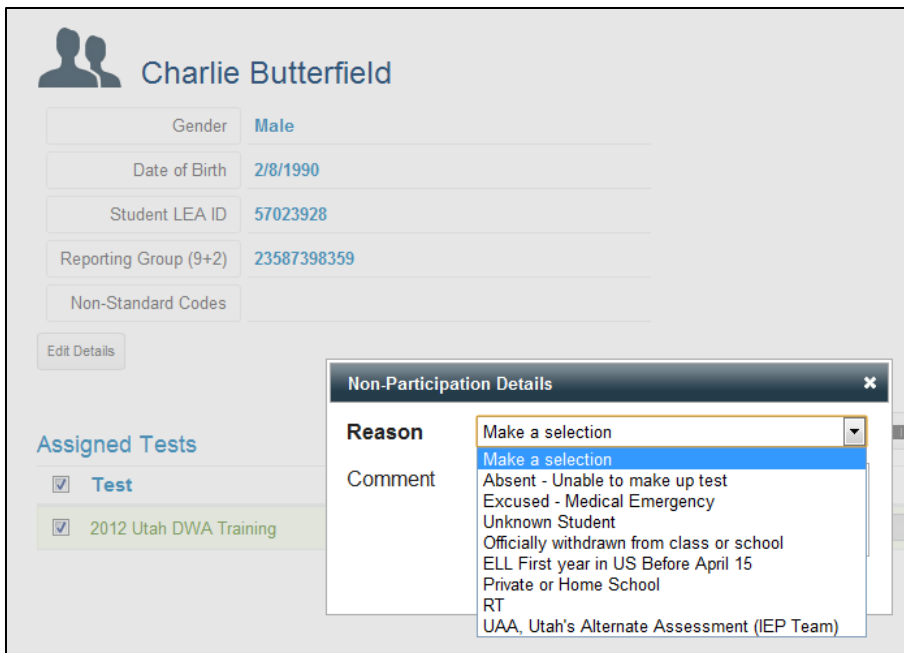 Charlie Butterfield
Gender Male
Date of Birth 2/8/1990
Student LEA ID 57023928
Reporting Group (9+2) 23587398359
Non-Standard Codes
Edit Details
Non-Participation Details
Reason Make a selection
Assigned Tests
Make a selection
Comment Absent - Unable to make up test
Test Excused - Medical Emergency
Unknown Student
2012 Utah DWA Training
Officially withdrawn from class or school
ELL First year in US Before April 15
Private or Home School
RT
UAA, Utah's Alternate Assessment (IEP Team)